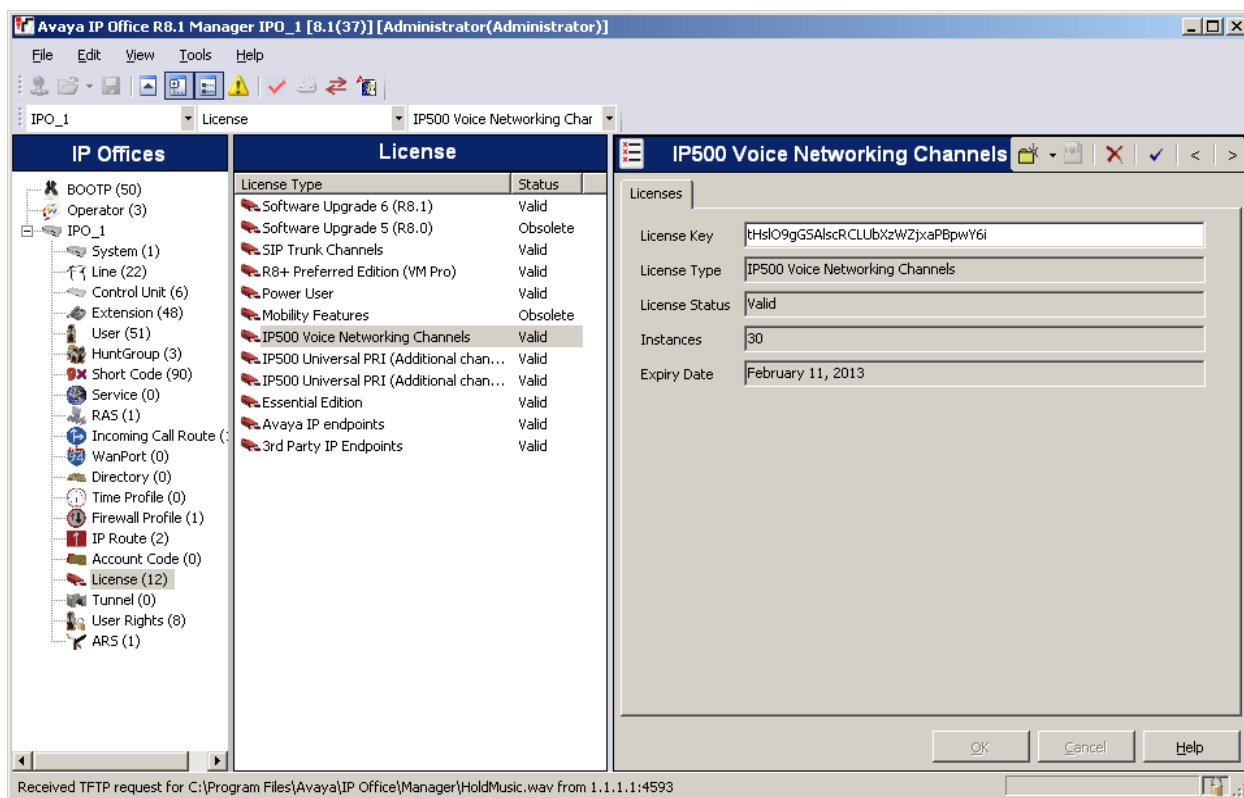 Avaya IP Office R8.1 Manager IPO_1 [8.1(37)] [Administrator(Administrator)]
File Edit View Tools Help
IPO_1 License IP500 Voice Networking Char
IP Offices
BOOTP (50)
Operator (3)
IPO_1
System (1)
Line (22)
Control Unit (6)
Extension (48)
User (51)
HuntGroup (3)
Short Code (90)
Service (0)
RAS (1)
Incoming Call Route (
WanPort (0)
Directory (0)
Time Profile (0)
Firewall Profile (1)
IP Route (2)
Account Code (0)
License (12)
Tunnel (0)
User Rights (8)
ARS (1)
License
License Type Status
Software Upgrade 6 (R8.1) Valid
Software Upgrade 5 (R8.0) Obsolete
SIP Trunk Channels Valid
R8+ Preferred Edition (VM Pro) Valid
Power User Valid
Mobility Features Obsolete
IP500 Voice Networking Channels Valid
IP500 Universal PRI (Additional chan... Valid
IP500 Universal PRI (Additional chan... Valid
Essential Edition Valid
Avaya IP endpoints Valid
3rd Party IP Endpoints Valid
IP500 Voice Networking Channels
Licenses
License Key tHslO9gGSAlscRCLUbXzWZjxaPBpwY6i
License Type IP500 Voice Networking Channels
License Status Valid
Instances 30
Expiry Date February 11, 2013
OK Cancel Help
Received TFTP request for C:\Program Files\Avaya\IP Office\Manager\HoldMusic.wav from 1.1.1.1:4593